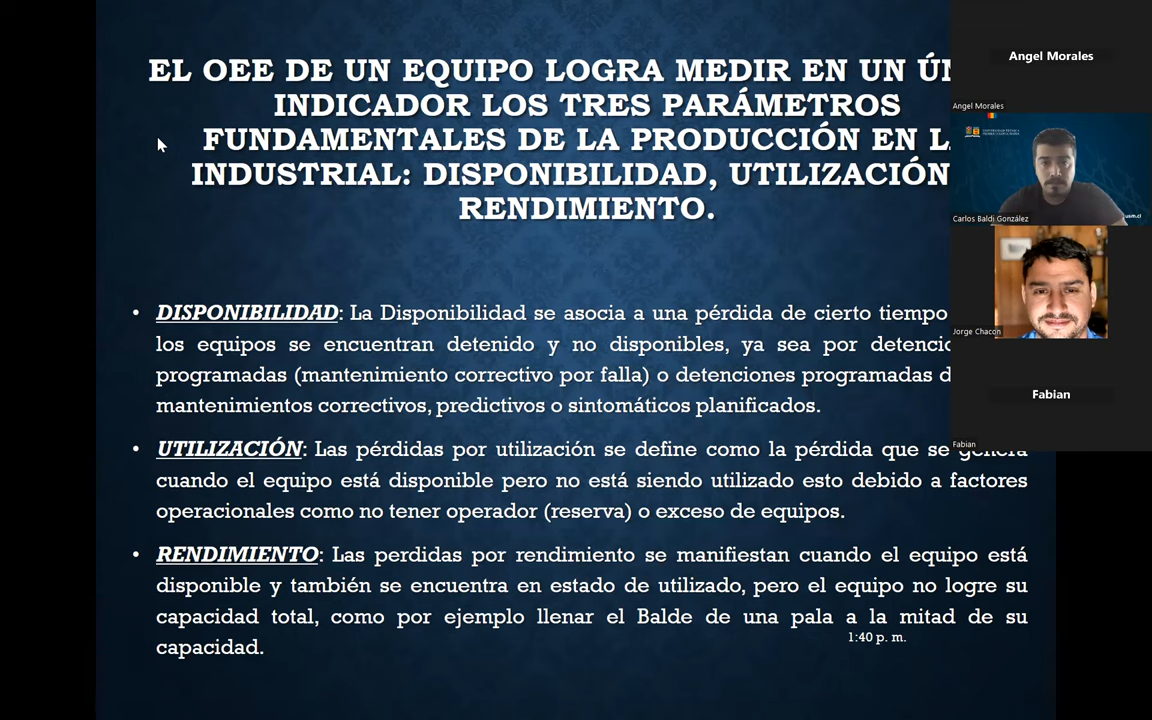 EL OEE DE UN EQUIPO LOGRA MEDIR EN UN
INDICADOR LOS TRES PARÁMETROS
FUNDAMENTALES DE LA PRODUCCIÓN EN
INDUSTRIAL: DISPONIBILIDAD, UTILIZACIÓN
RENDIMIENTO.
• DISPONIBILIDAD: La Disponibilidad se asocia a una pérdida de cierto tiempo
los equipos se encuentran detenido y no disponibles, ya sea por
programadas (mantenimiento correctivo por falla) o detenciones programadas
mantenimientos correctivos, predictivos o sintomáticos planificados.
• UTILIZACIÓN: Las pérdidas por utilización se define como la pérdida que se genera
cuando el equipo está disponible pero no está siendo utilizado esto debido a factores
operacionales como no tener operador (reserva) o exceso de equipos.
• RENDIMIENTO: Las perdidas por rendimiento se manifiestan cuando el equipo está
disponible y también se encuentra en estado de utilizado, pero el equipo no logre su
capacidad total, como por ejemplo llenar el Balde de una pala a la mitad de su
capacidad.
1:40 p. m.
Angel Morales
Angel Morales
Carlos Baldi González
usm.cl
Jorge Chacon
Fabian
Fabian